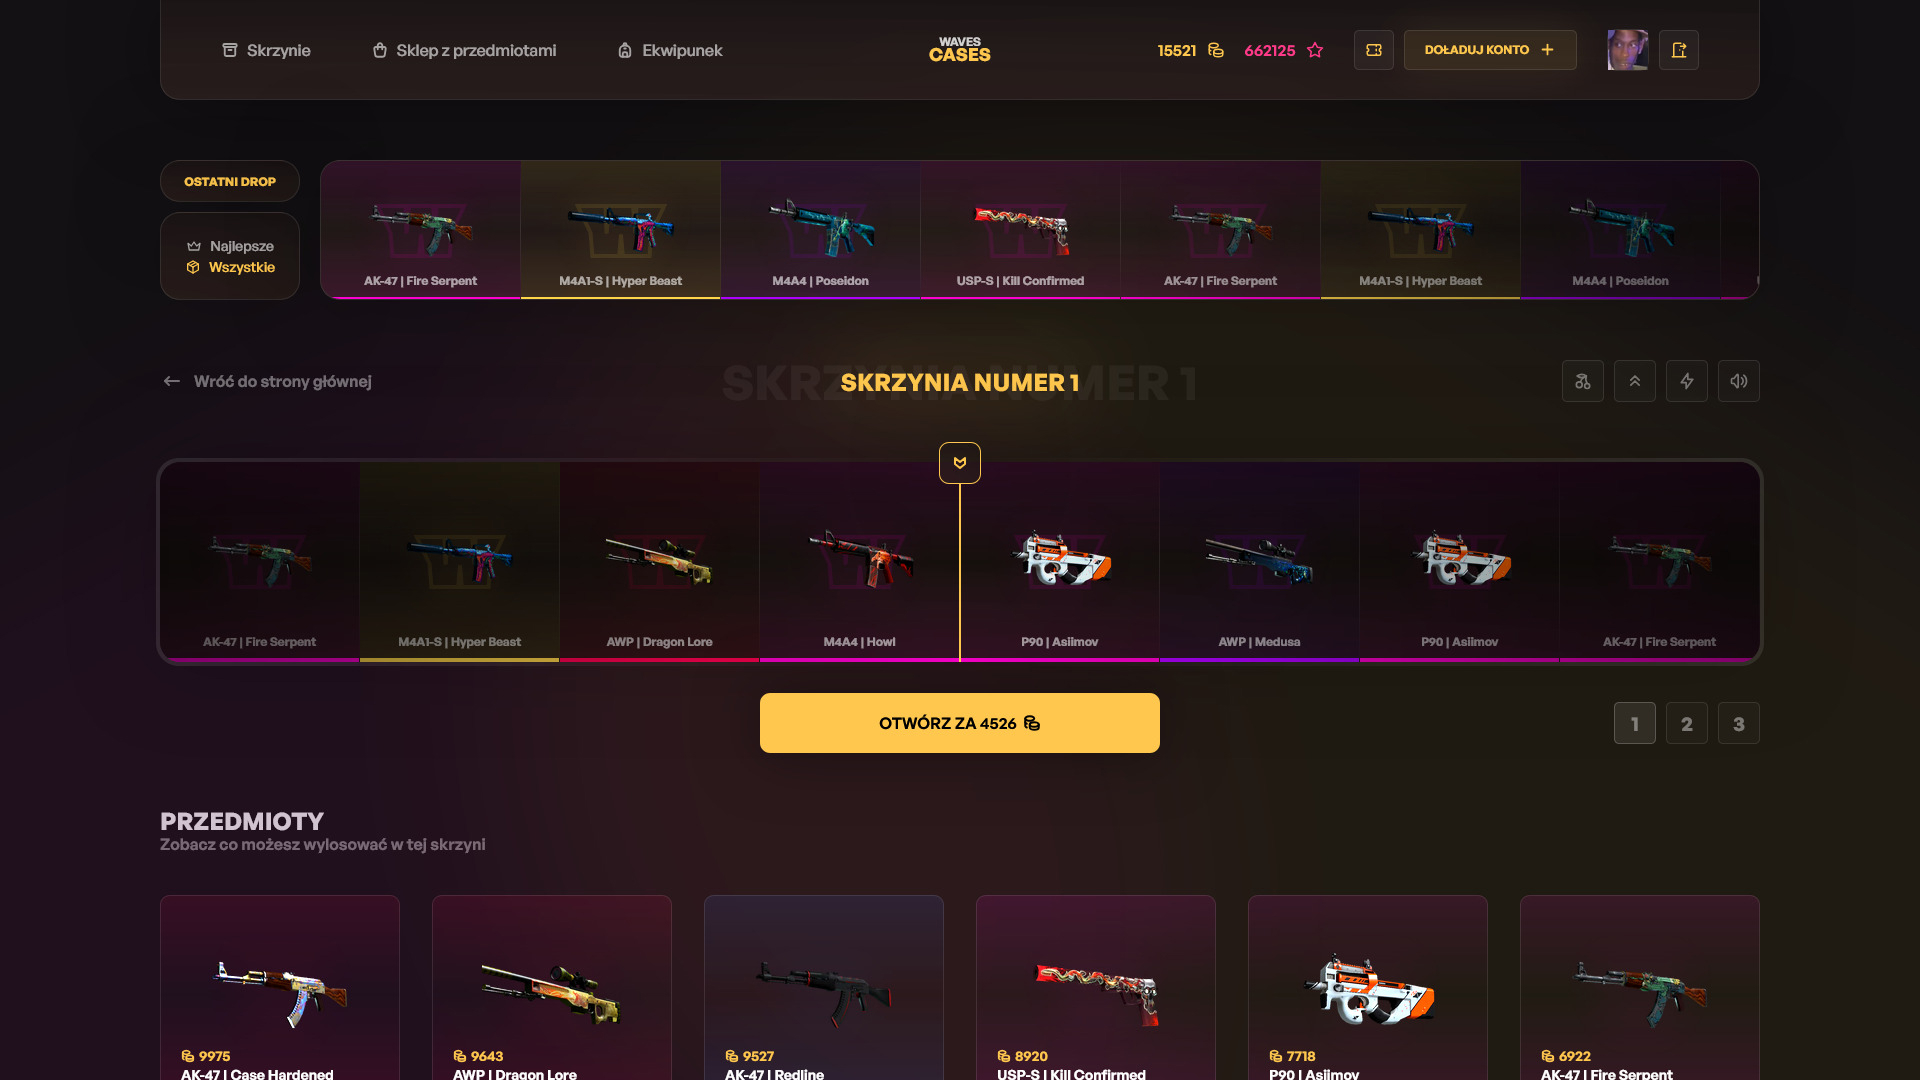 Skrzynie
Sklep z przedmiotami
Ekwipunek
WAVES
CASES
15521
662125
DOŁADUJ KONTO
OSTATNI DROP
Najlepsze
Wszystkie
AK-47 | Fire Serpent
M4A1-S | Hyper Beast
M4A4 | Poseidon
USP-S | Kill Confirmed
AK-47 | Fire Serpent
M4A1-S | Hyper Beast
M4A4 | Poseidon
Wróć do strony głównej
SKRZYNIA NUMER 1
SKRZYNIA NUMER 1
AK-47 | Fire Serpent
M4A1-S | Hyper Beast
AWP | Dragon Lore
M4A4 | Howl
P90 | Asiimov
AWP | Medusa
P90 | Asiimov
AK-47 | Fire Serpent
OTWÓRZ ZA 4526
1
2
3
PRZEDMIOTY
Zobacz co możesz wylosować w tej skrzyni
9975
AK-47 | Case Hardened
9643
AWP | Dragon Lore
9527
AK-47 | Redline
8920
USP-S | Kill Confirmed
7718
P90 | Asiimov
6922
AK-47 | Fire Serpent